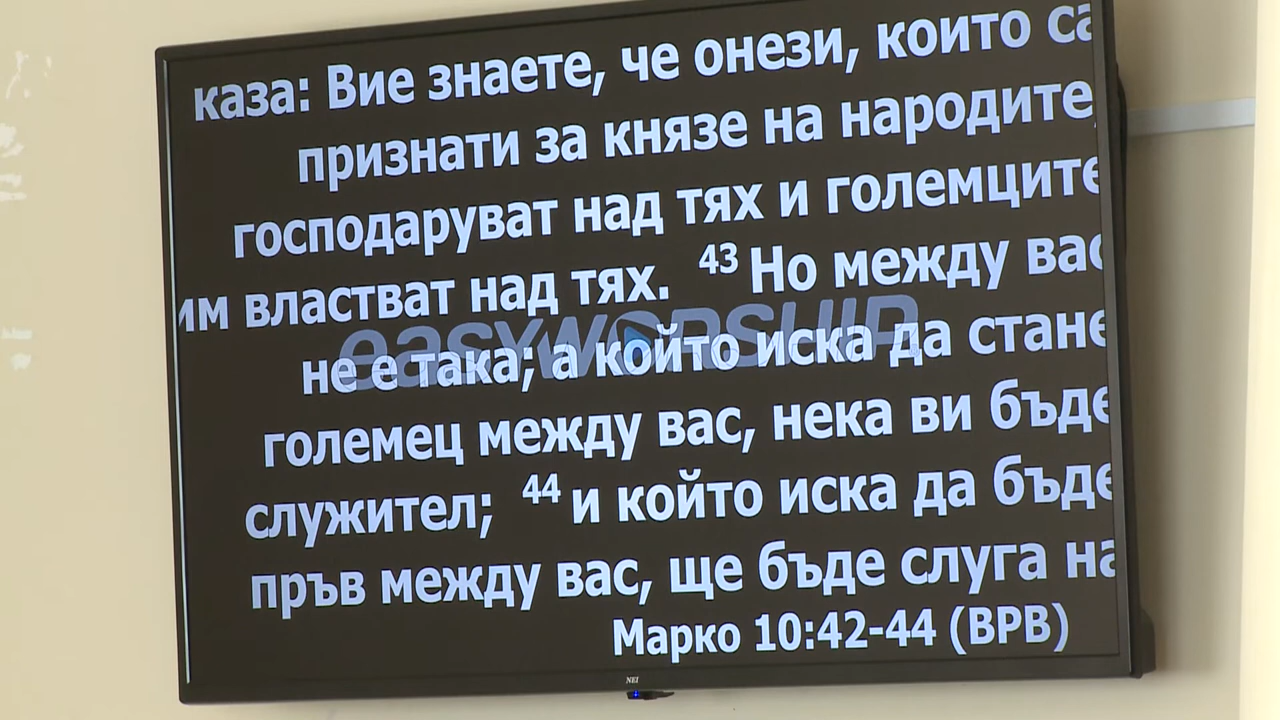 каза: Вие знаете, че онези, които са
признати за князе на народите,
господаруват над тях и големците
им властват над тях. 43 Но между вас
не е така; а който иска да стане
големец между вас, нека ви бъде
служител; 44 и който иска да бъде
пръв между вас, ще бъде слуга на
Марко 10:42-44 (ВРВ)
easyworship
NEI